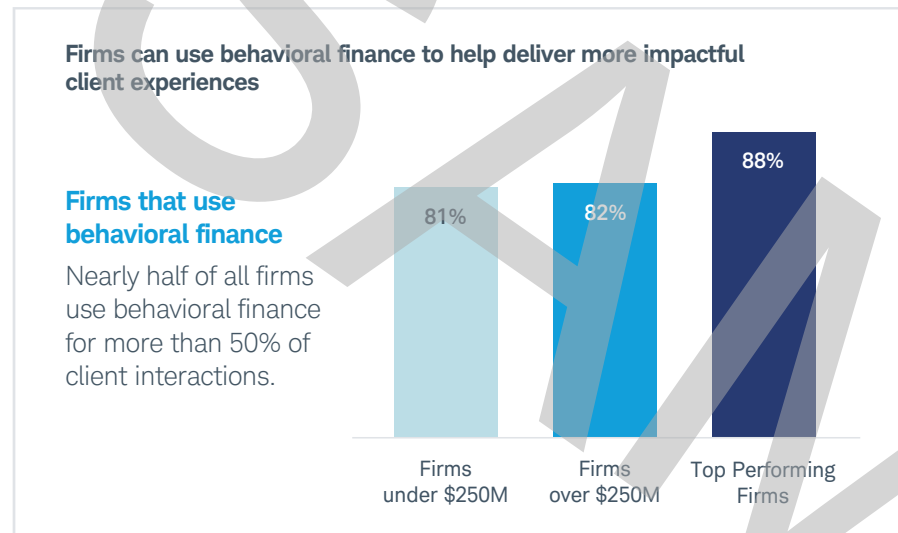 Firms can use behavioral finance to help deliver more impactful
client experiences
Firms that use
behavioral finance
Nearly half of all firms
use behavioral finance
for more than 50% of
client interactions.
81%
82%
88%
Firms
under $250M
Firms
over $250M
Top Performing
Firms